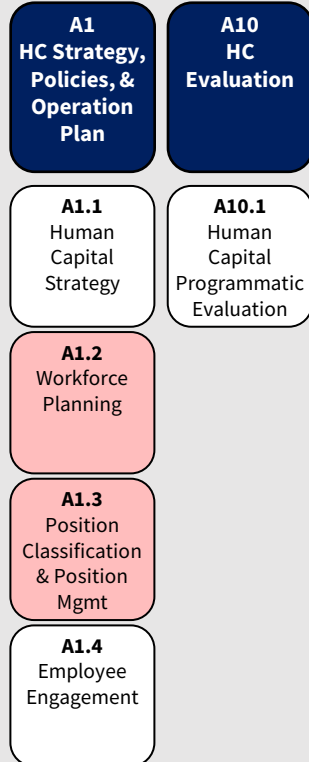 A1
HC Strategy,
Policies, &
Operation
Plan
A10
HC
Evaluation
A1.1
Human
Capital
Strategy
A10.1
Human
Capital
Programmatic
Evaluation
A1.2
Workforce
Planning
A1.3
Position
Classification
& Position
Mgmt
A1.4
Employee
Engagement